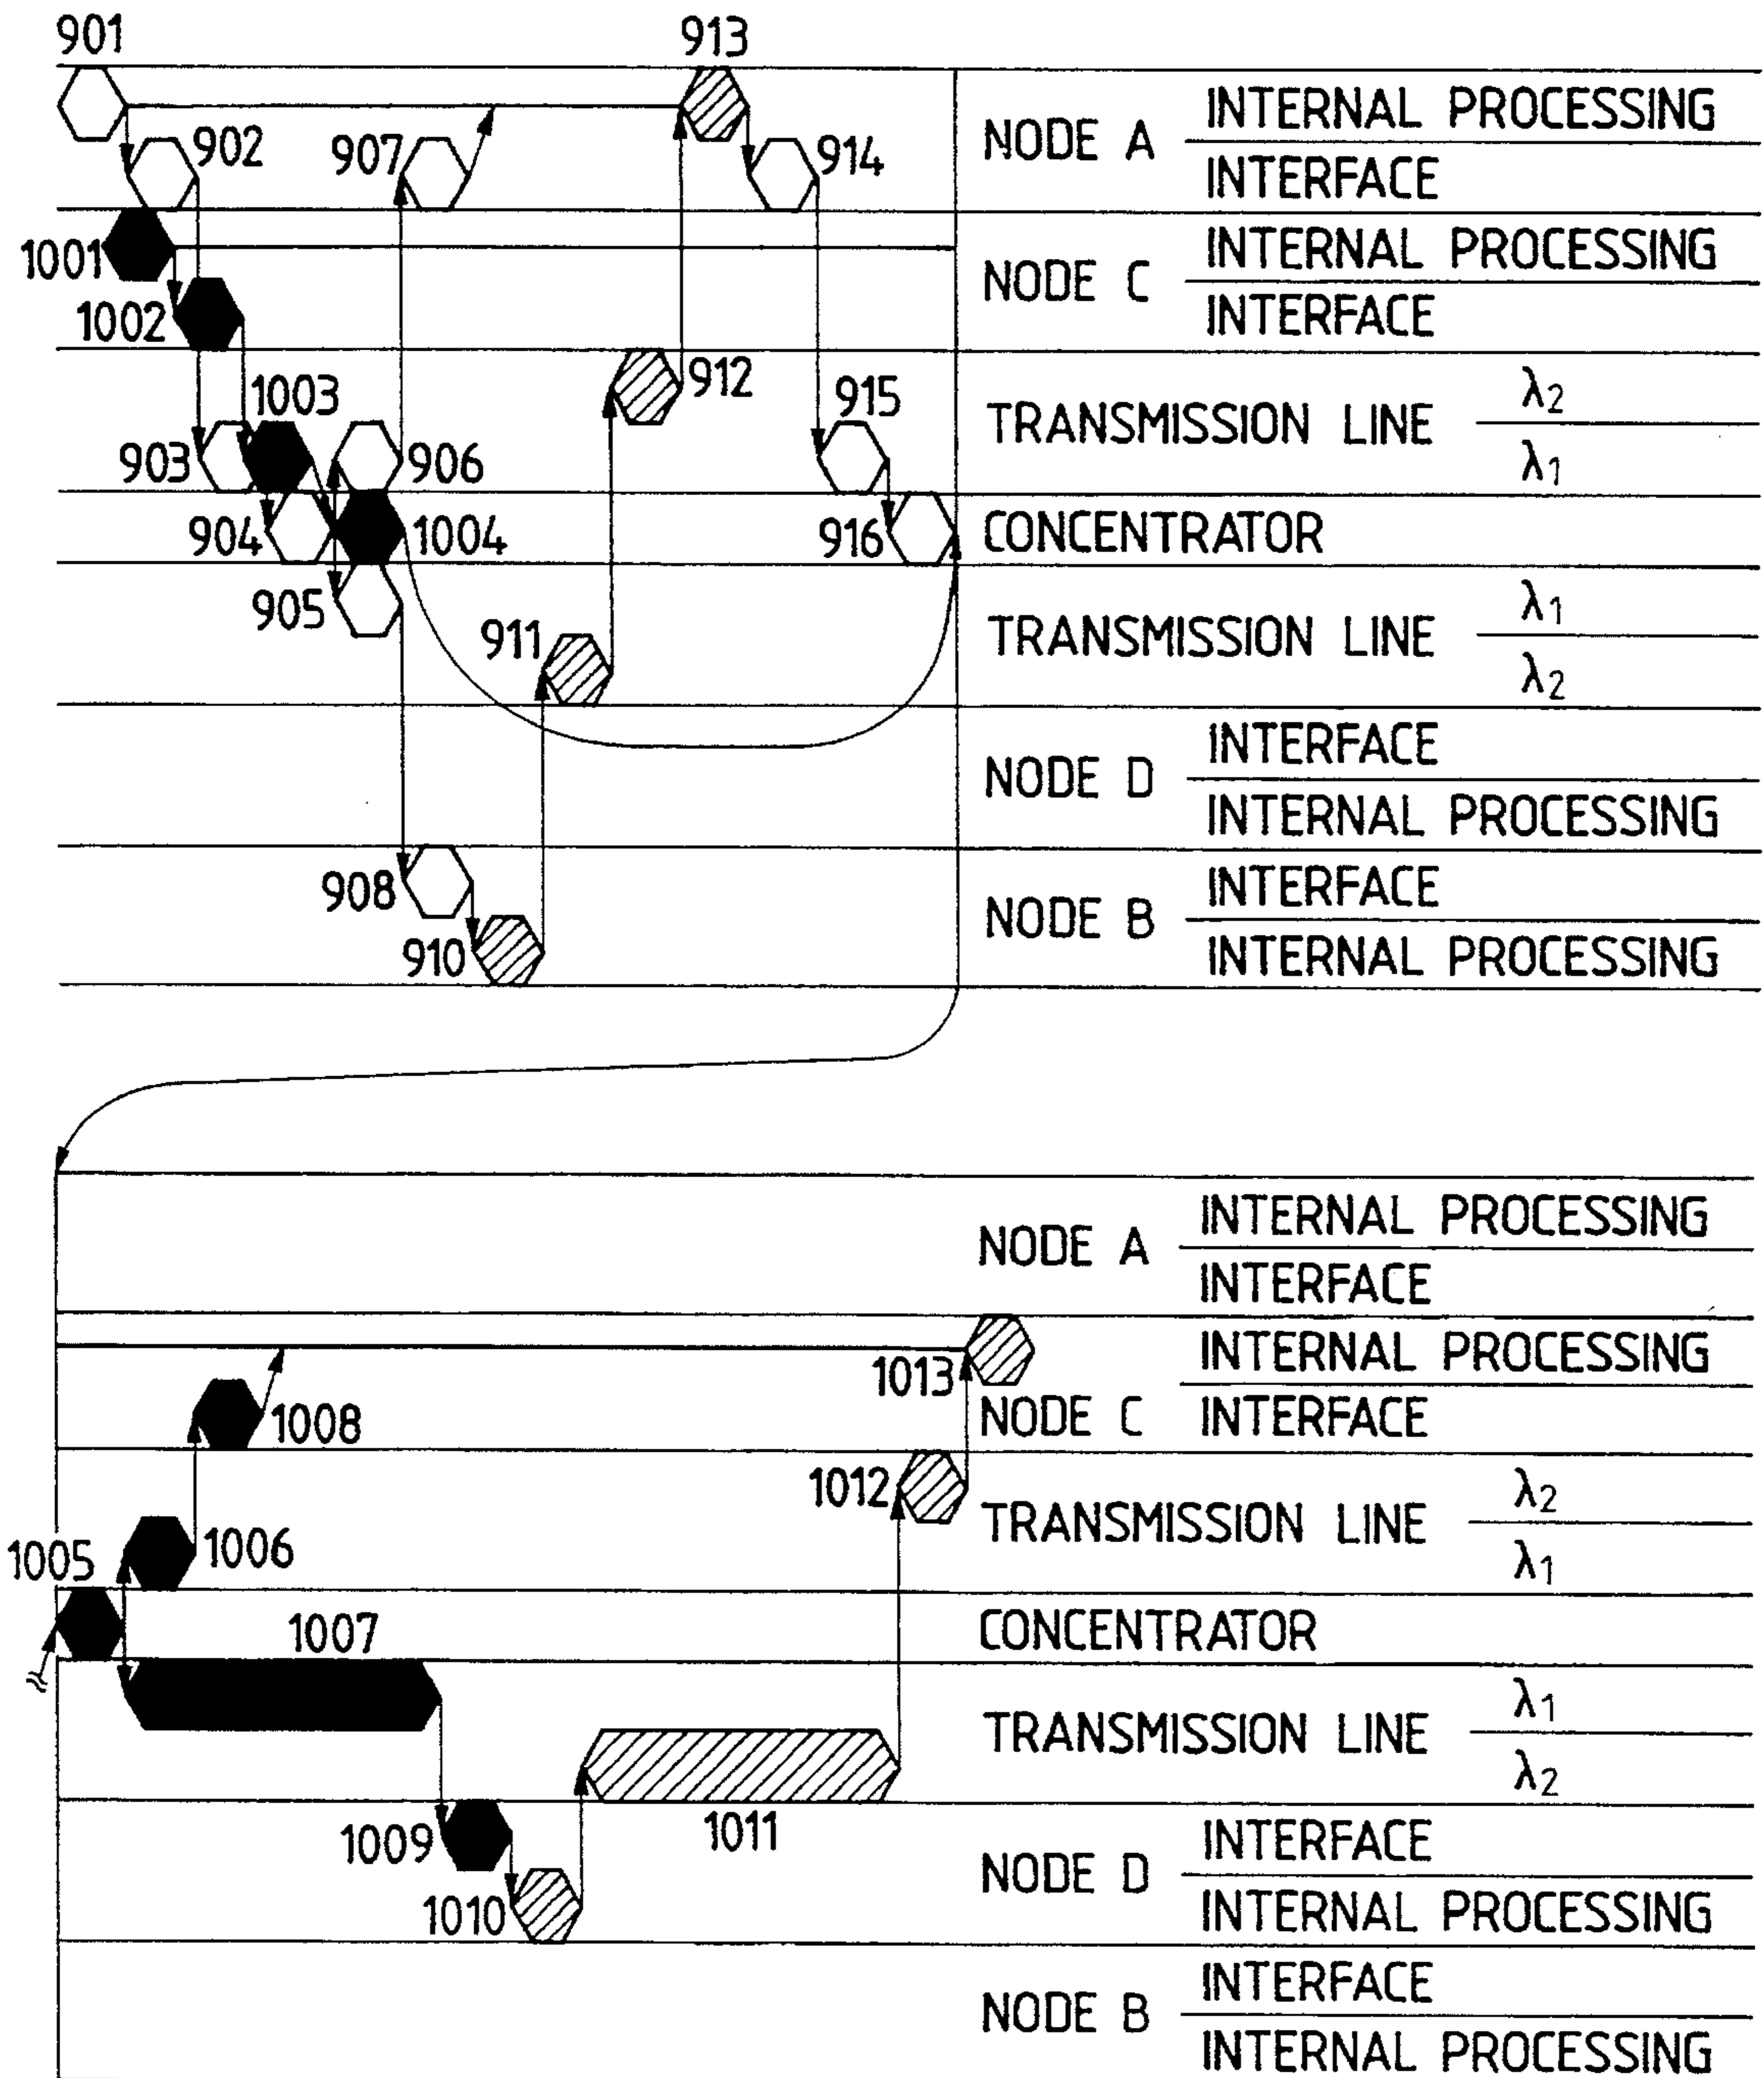 901
913
902
907
914
NODE A
INTERNAL PROCESSING
INTERFACE
1001
1002
NODE C
INTERNAL PROCESSING
INTERFACE
1003
912
915
903
906
TRANSMISSION LINE
λ2
λ1
904
1004
916
CONCENTRATOR
905
911
TRANSMISSION LINE
λ1
λ2
NODE D
INTERFACE
INTERNAL PROCESSING
908
910
NODE B
INTERFACE
INTERNAL PROCESSING
NODE A
INTERNAL PROCESSING
INTERFACE
1013
1008
NODE C
INTERNAL PROCESSING
INTERFACE
1012
1005
1006
TRANSMISSION LINE
λ2
λ1
1007
CONCENTRATOR
TRANSMISSION LINE
λ1
λ2
1009
1011
1010
NODE D
INTERFACE
INTERNAL PROCESSING
NODE B
INTERFACE
INTERNAL PROCESSING